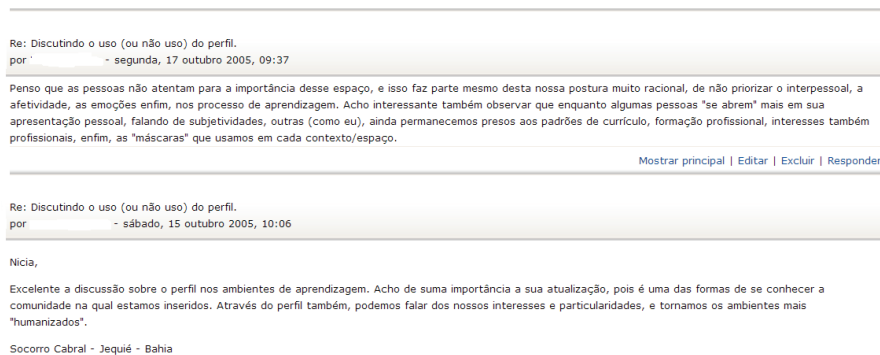 Re: Discutindo o uso (ou não uso) do perfil.
por - segunda, 17 outubro 2005, 09:37
Penso que as pessoas não atentam para a importância desse espaço, e isso faz parte mesmo desta nossa postura muito racional, de não priorizar o interpessoal, a
afetividade, as emoções enfim, nos processo de aprendizagem. Acho interessante também observar que enquanto algumas pessoas "se abrem" mais em sua
apresentação pessoal, falando de subjetividades, outras (como eu), ainda permanecemos presos aos padrões de currículo, formação profissional, interesses também
profissionais, enfim, as "máscaras" que usamos em cada contexto/espaço.
Mostrar principal | Editar | Excluir | Responder
Re: Discutindo o uso (ou não uso) do perfil.
por - sábado, 15 outubro 2005, 10:06
Nicia,
Excelente a discussão sobre o perfil nos ambientes de aprendizagem. Acho de suma importância a sua atualização, pois é uma das formas de se conhecer a
comunidade na qual estamos inseridos. Através do perfil também, podemos falar dos nossos interesses e particularidades, e tornamos os ambientes mais
"humanizados".
Socorro Cabral - Jequié - Bahia